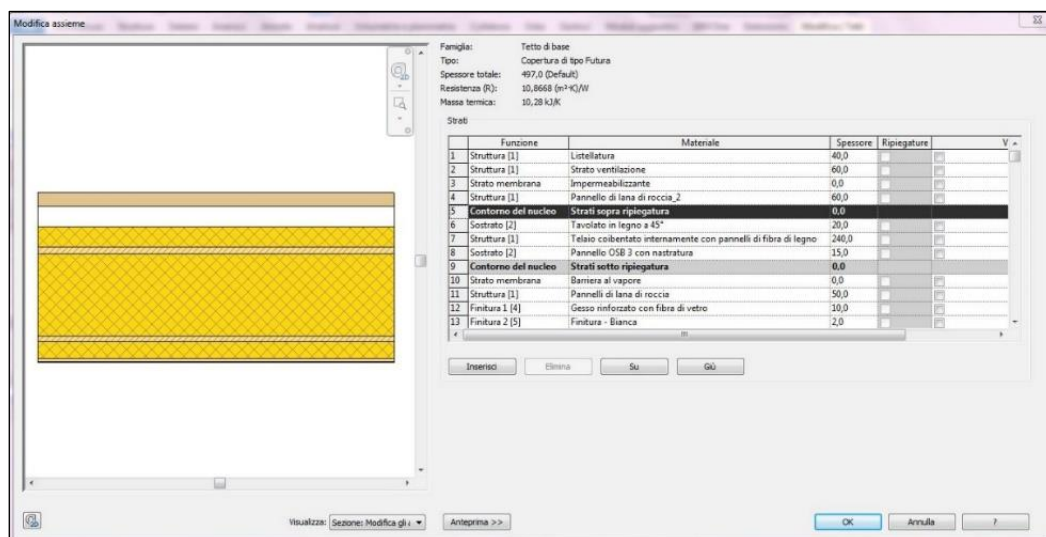 Modifica assieme
Famiglia: Tetto di base
Tipo: Copertura di tipo Futura
Spessore totale: 497,0 (Default)
Resistenza (R): 10,8668 (m²·K)/W
Massa termica: 10,28 kJ/K
Strati
Funzione Materiale Spessore Ripiegature V
1 Struttura [1] Listellatura 40,0
2 Struttura [1] Strato ventilazione 60,0
3 Strato membrana Impermeabilizzante 0,0
4 Struttura [1] Pannello di lana di roccia_2 60,0
5 Contorno del nucleo Strati sopra ripiegatura 0,0
6 Sostrato [2] Tavolato in legno a 45° 20,0
7 Struttura [1] Telaio coibentato internamente con pannelli di fibra di legno 240,0
8 Sostrato [2] Pannello OSB 3 con nastratura 15,0
9 Contorno del nucleo Strati sotto ripiegatura 0,0
10 Strato membrana Barriera al vapore 0,0
11 Struttura [1] Pannelli di lana di roccia 50,0
12 Finitura 1 [4] Gesso rinforzato con fibra di vetro 10,0
13 Finitura 2 [5] Finitura - Bianca 2,0
Inserisci Elimina Su Giù
Visualizza: Sezione: Modifica gli Anteprima >> OK Annulla ?